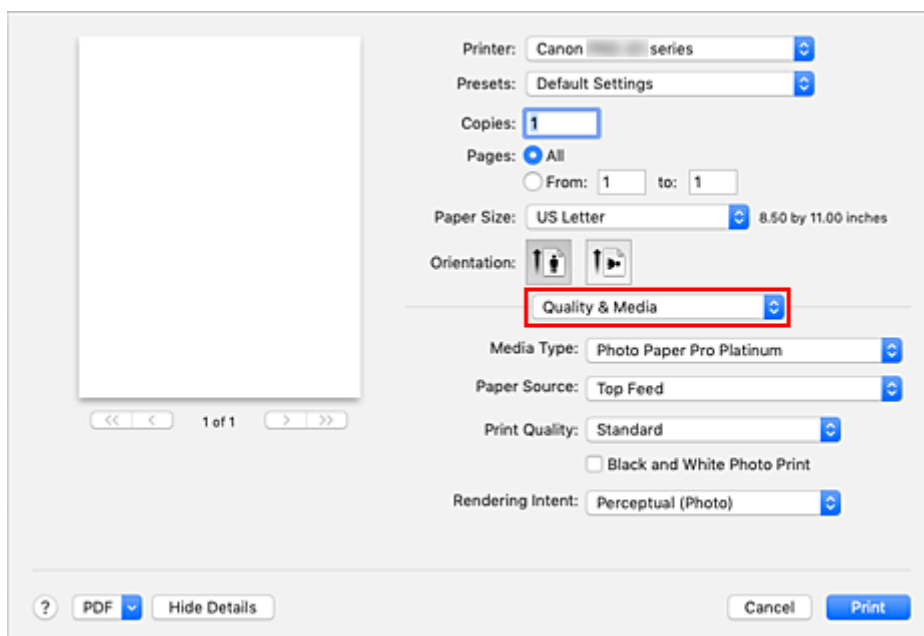 Printer: Canon series
Presets: Default Settings
Copies: 1
Pages: All
From: 1 to: 1
Paper Size: US Letter 8.50 by 11.00 inches
Orientation:
Quality & Media
Media Type: Photo Paper Pro Platinum
Paper Source: Top Feed
<< < 1 of 1 > >>
Print Quality: Standard
Black and White Photo Print
Rendering Intent: Perceptual (Photo)
? PDF Hide Details Cancel Print